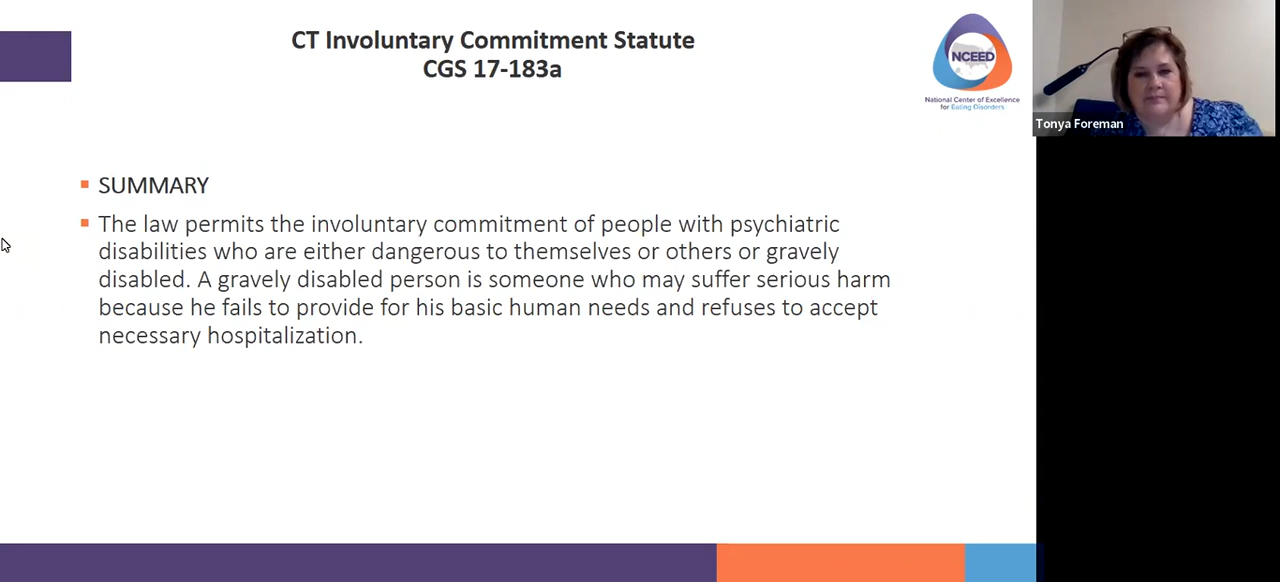 CT Involuntary Commitment Statute
CGS 17-183a
NCEED
National Center of Excellence
for Eating Disorders
Tonya Foreman
SUMMARY
The law permits the involuntary commitment of people with psychiatric
disabilities who are either dangerous to themselves or others or gravely
disabled. A gravely disabled person is someone who may suffer serious harm
because he fails to provide for his basic human needs and refuses to accept
necessary hospitalization.